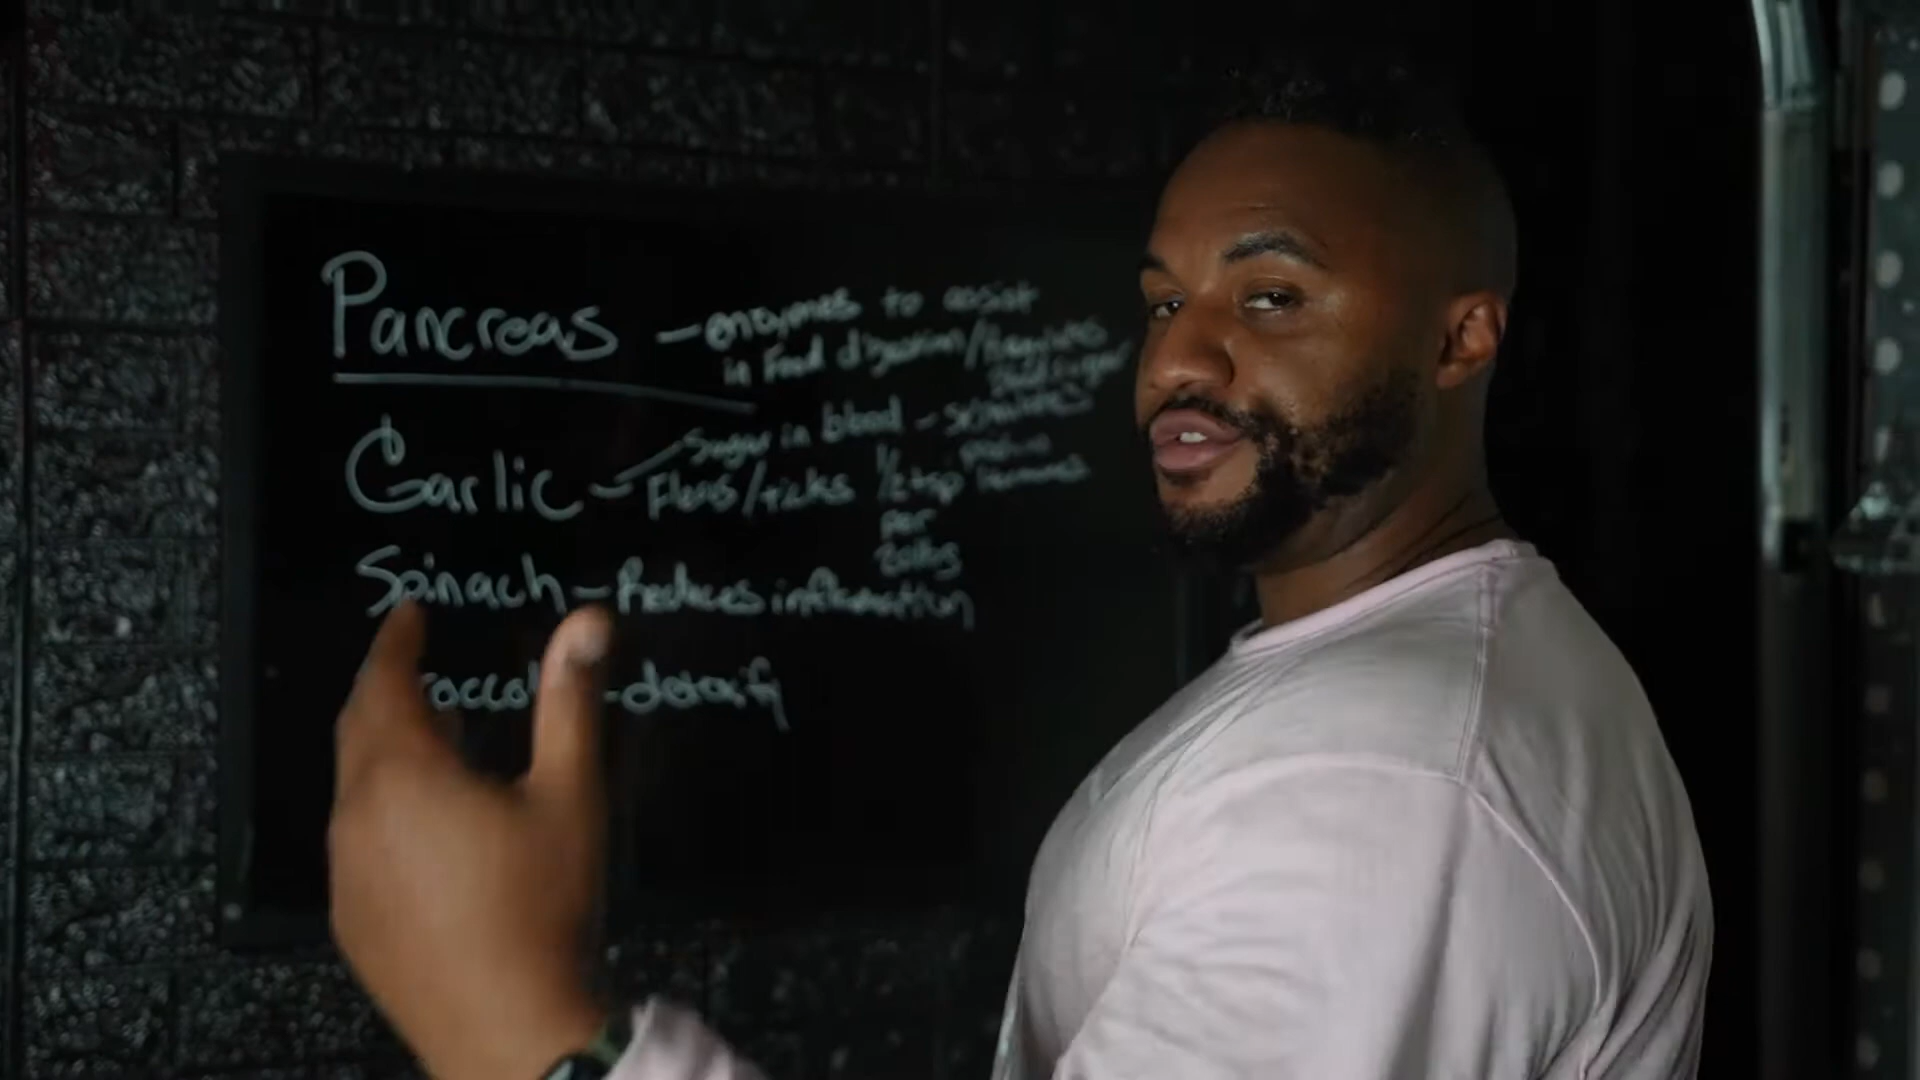 Pancreas - enzymes to assist
in Food digestion/Regulates
Blood sugar
Garlic - Sugar in blood - stimulates
Fleas/ticks 1/2 tsp
per
20lbs
Spinach - Reduces inflammation
roccol - detoxify